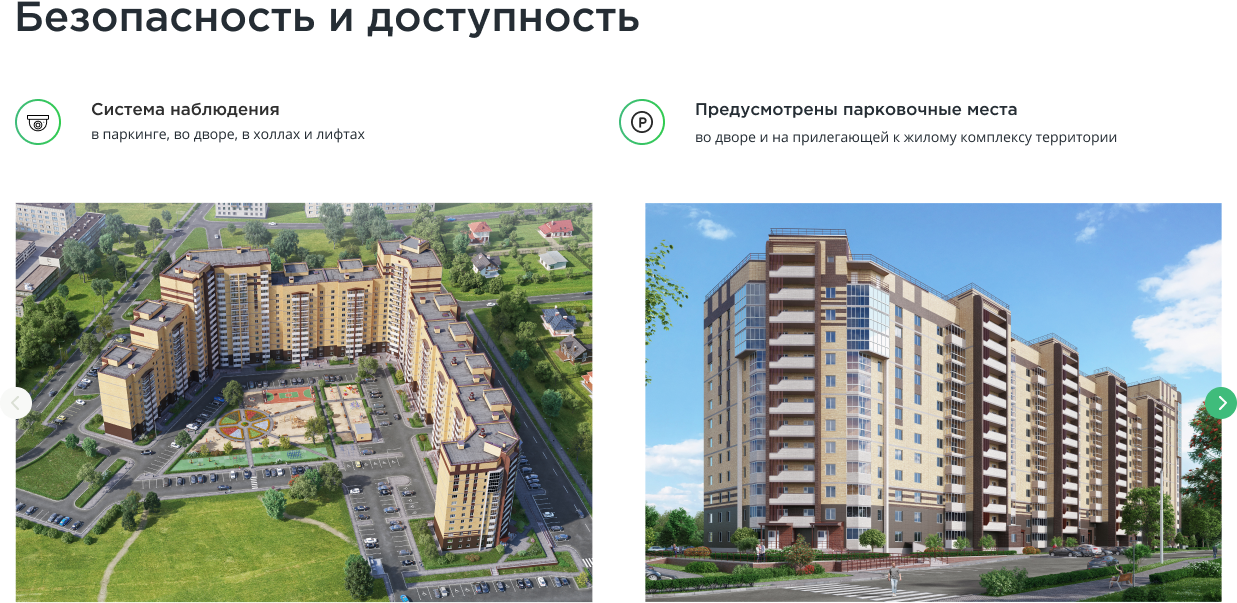 Безопасность и доступность
Система наблюдения
в паркинге, во дворе, в холлах и лифтах
P
Предусмотрены парковочные места
во дворе и на прилегающей к жилому комплексу территории